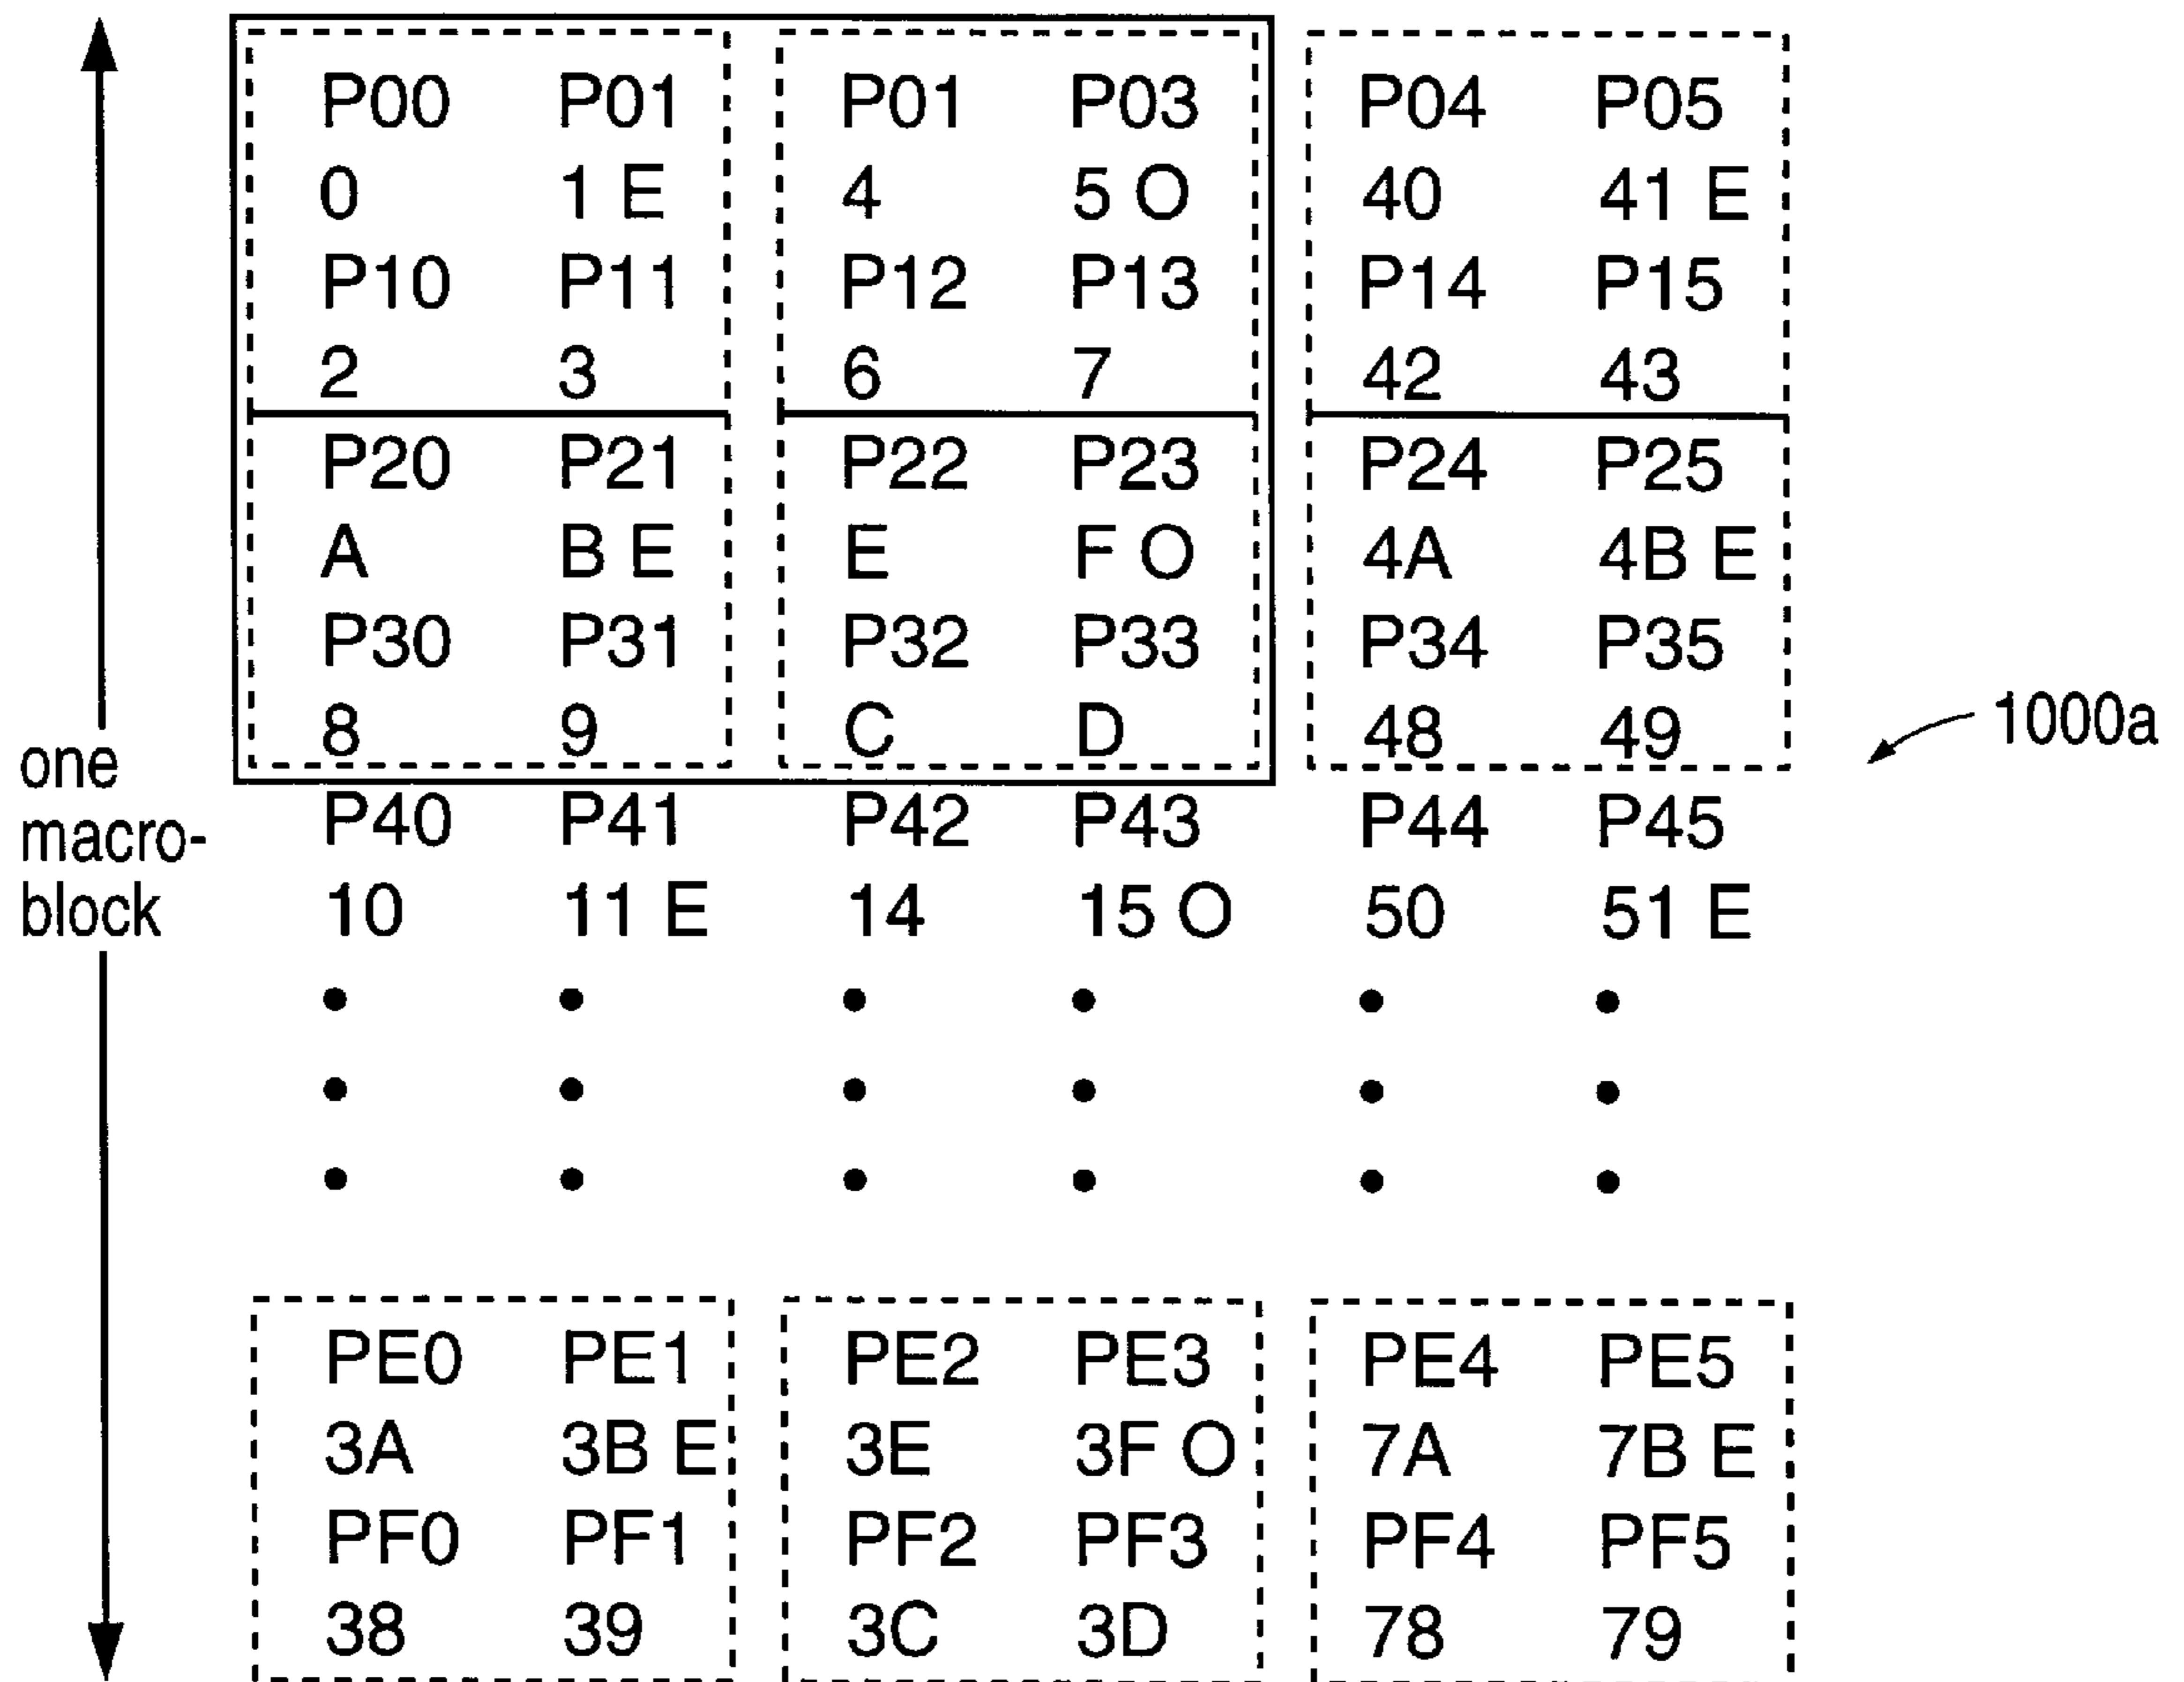 P00 P01 P01 P03 P04 P05
0 1 E 4 5 O 40 41 E
P10 P11 P12 P13 P14 P15
2 3 6 7 42 43
P20 P21 P22 P23 P24 P25
A B E E F O 4A 4B E
P30 P31 P32 P33 P34 P35
8 9 C D 48 49
1000a
one
macro-
block
P40 P41 P42 P43 P44 P45
10 11 E 14 15 O 50 51 E
PE0 PE1 PE2 PE3 PE4 PE5
3A 3B E 3E 3F O 7A 7B E
PF0 PF1 PF2 PF3 PF4 PF5
38 39 3C 3D 78 79